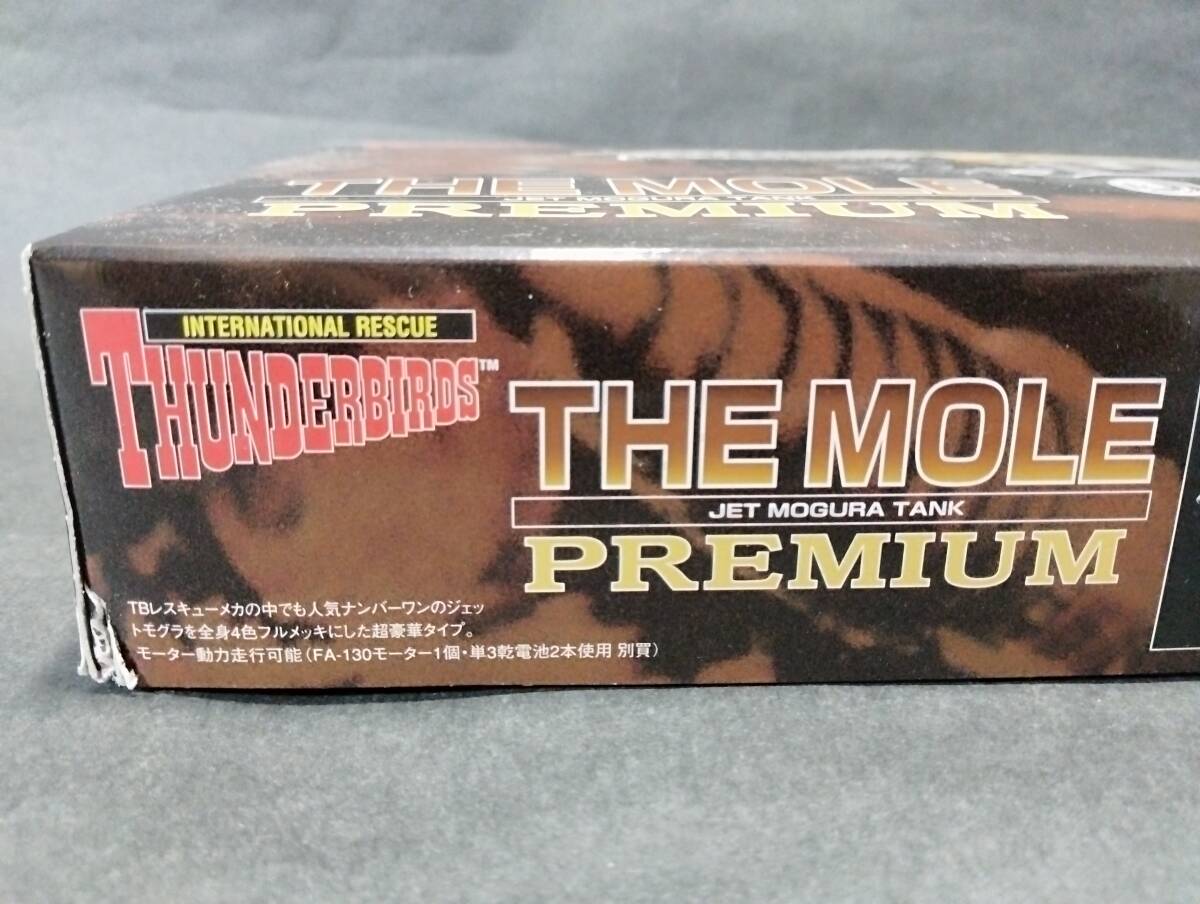 THE MOLE
JET MOGURA TANK
PREMIUM
INTERNATIONAL RESCUE
THUNDERBIRDS™
THE MOLE
JET MOGURA TANK
PREMIUM
TBレスキューメカの中でも人気ナンバーワンのジェッ
トモグラを全身4色フルメッキにした超豪華タイプ。
モーター動力走行可能（FA-130モーター1個・単3乾電池2本使用 別買）